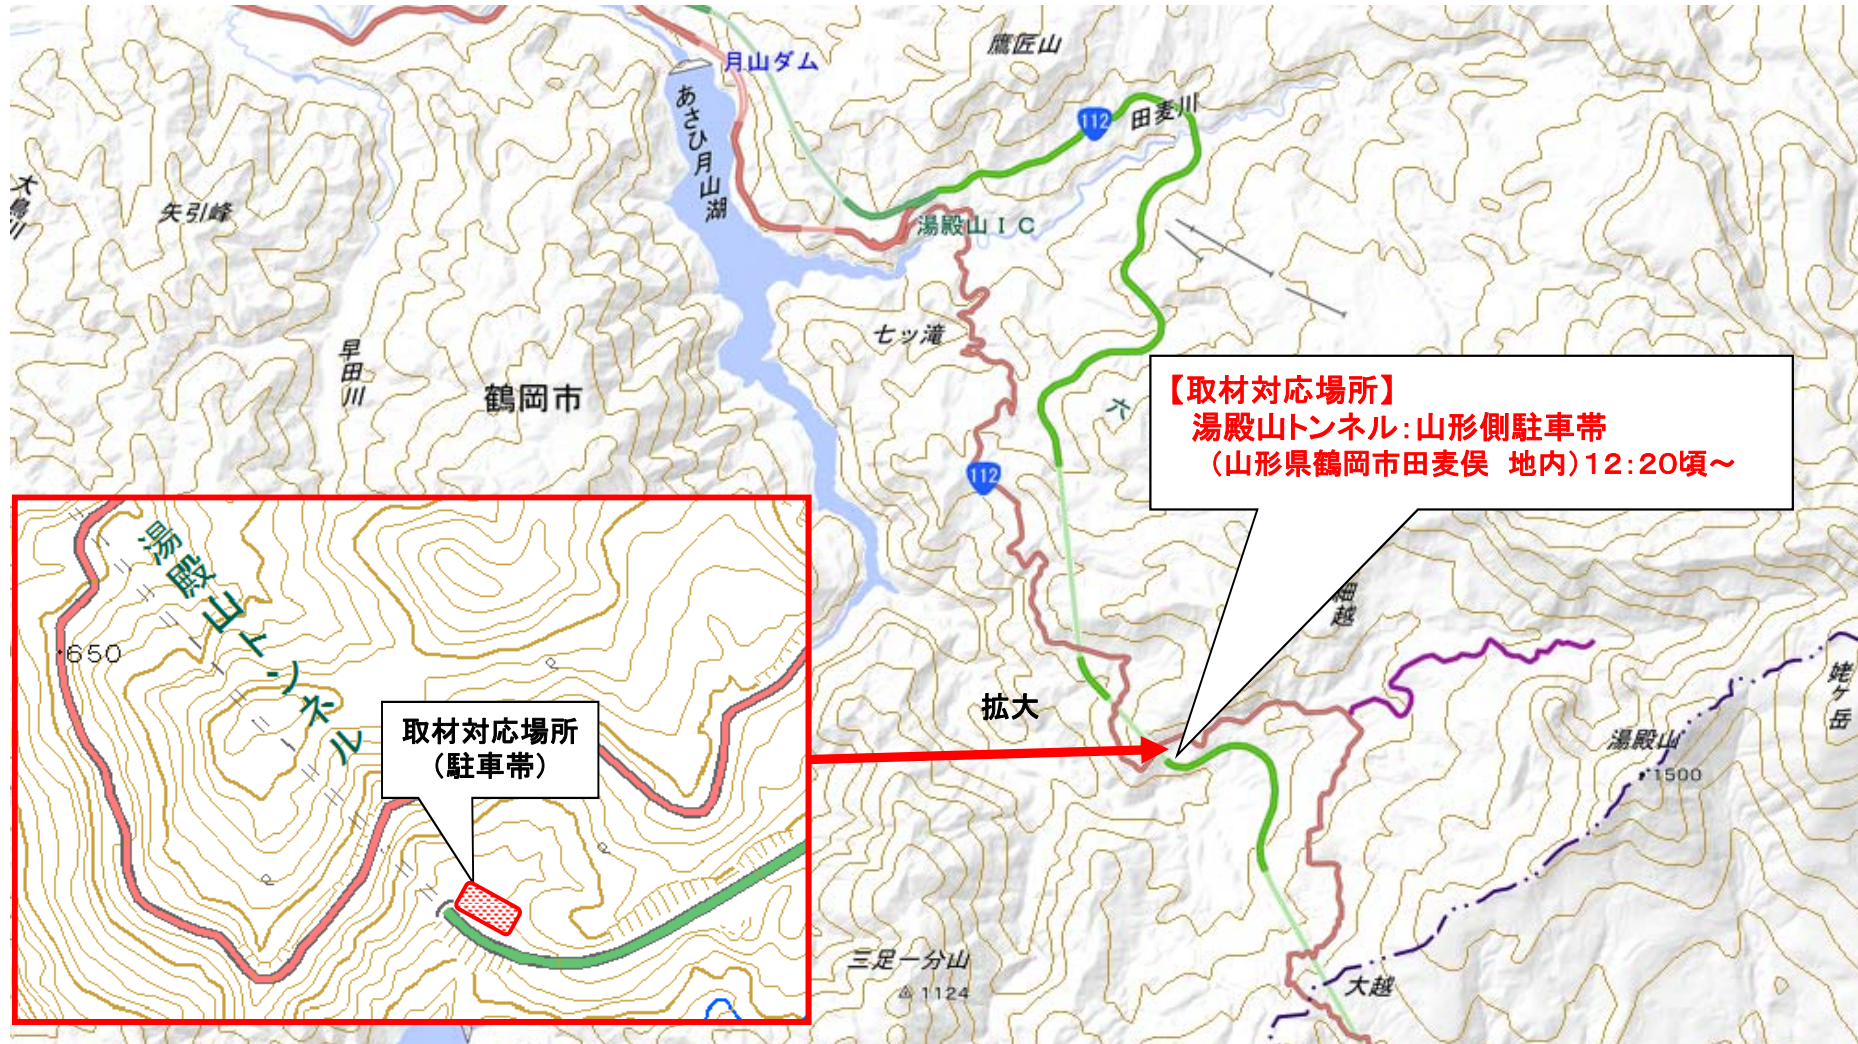 鷹匠山
月山ダム
田麦川
112
あさひ月山湖
大鳥川
矢引峰
湯殿山IC
七ッ滝
早田川
鶴岡市
六
【取材対応場所】
湯殿山トンネル:山形側駐車帯
(山形県鶴岡市田麦俣 地内)12:20頃~
112
細越
湯殿山トンネル
650
取材対応場所
(駐車帯)
拡大
姥ヶ岳
湯殿山
1500
三足一分山
1124
大越